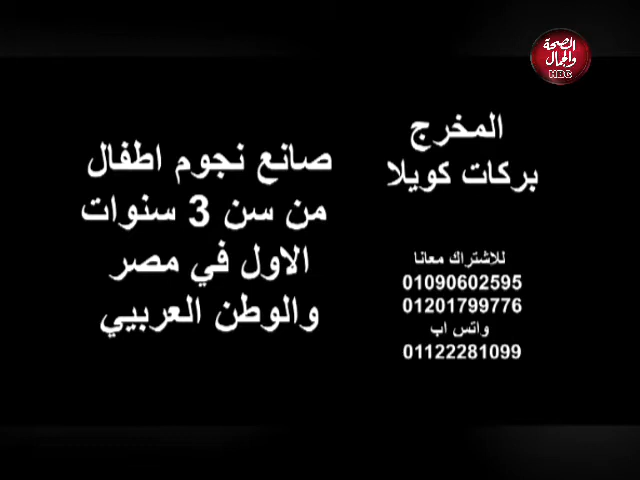 الصحة
والجمال
HBC
المخرج
بركات كويلا
للاشتراك معانا
01090602595
01201799776
واتس اب
01122281099
صانع نجوم اطفال
من سن 3 سنوات
الاول في مصر
والوطن العربيي